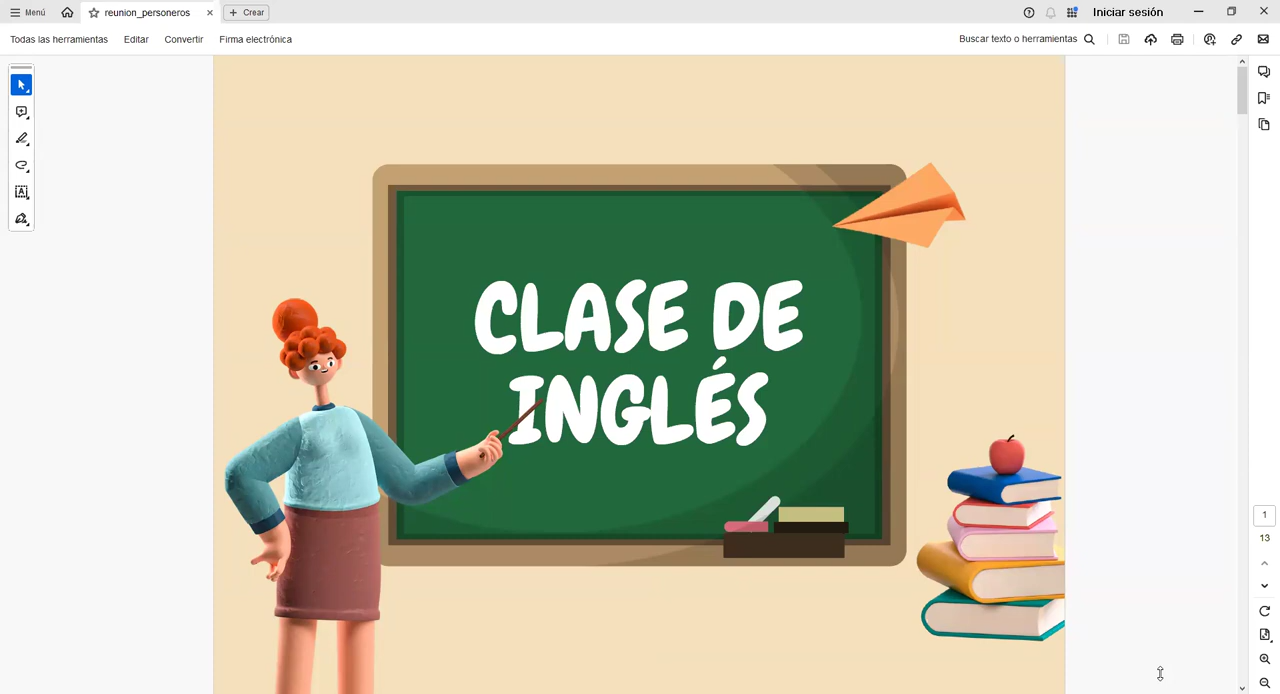 Menú
reunion_personeros
Crear
Iniciar sesión
Todas las herramientas
Editar
Convertir
Firma electrónica
Buscar texto o herramientas
CLASE DE
INGLÉS
1
13